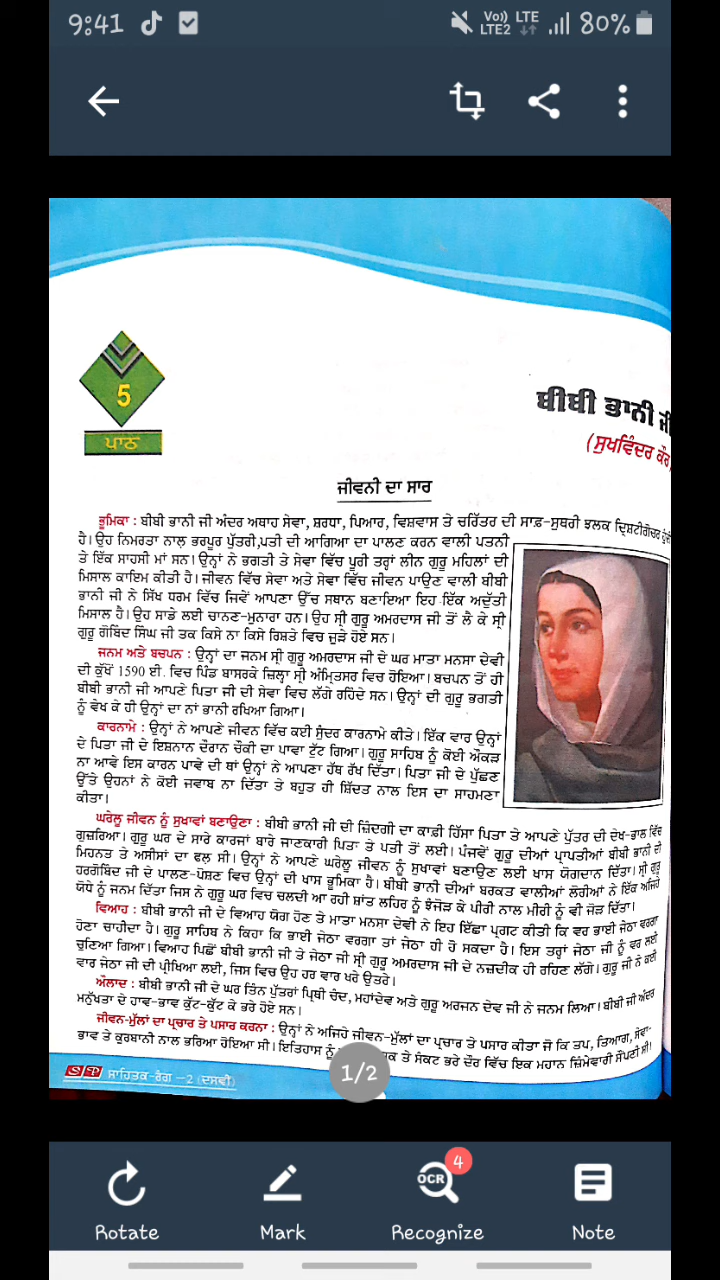 9:41
Vo)) LTE
LTE2
80%
5
ਪਾਠ
ਬੀਬੀ ਭਾਨੀ ਜੀ
(ਸੁਖਵਿੰਦਰ ਕੌਰ)
ਜੀਵਨੀ ਦਾ ਸਾਰ
ਭੂਮਿਕਾ : ਬੀਬੀ ਭਾਨੀ ਜੀ ਅੰਦਰ ਅਥਾਹ ਸੇਵਾ, ਸ਼ਰਧਾ, ਪਿਆਰ, ਵਿਸ਼ਵਾਸ ਤੇ ਚਰਿੱਤਰ ਦੀ ਸਾਫ਼-ਸੁਥਰੀ ਝਲਕ ਦ੍ਰਿਸ਼ਟੀਗੋਚਰ ਹੁੰਦੀ
ਹੈ। ਉਹ ਨਿਮਰਤਾ ਨਾਲ਼ ਭਰਪੂਰ ਪੁੱਤਰੀ,ਪਤੀ ਦੀ ਆਗਿਆ ਦਾ ਪਾਲਣ ਕਰਨ ਵਾਲੀ ਪਤਨੀ
ਤੇ ਇੱਕ ਸਾਹਸੀ ਮਾਂ ਸਨ। ਉਨ੍ਹਾਂ ਨੇ ਭਗਤੀ ਤੇ ਸੇਵਾ ਵਿੱਚ ਪੂਰੀ ਤਰ੍ਹਾਂ ਲੀਨ ਗੁਰੂ ਮਹਿਲਾਂ ਦੀ
ਮਿਸਾਲ ਕਾਇਮ ਕੀਤੀ ਹੈ। ਜੀਵਨ ਵਿੱਚ ਸੇਵਾ ਅਤੇ ਸੇਵਾ ਵਿੱਚ ਜੀਵਨ ਪਾਉਣ ਵਾਲੀ ਬੀਬੀ
ਭਾਨੀ ਜੀ ਨੇ ਸਿੱਖ ਧਰਮ ਵਿੱਚ ਜਿਵੇਂ ਆਪਣਾ ਉੱਚ ਸਥਾਨ ਬਣਾਇਆ ਇਹ ਇੱਕ ਅਦੁੱਤੀ
ਮਿਸਾਲ ਹੈ। ਉਹ ਸਾਡੇ ਲਈ ਚਾਨਣ-ਮੁਨਾਰਾ ਹਨ। ਉਹ ਸ੍ਰੀ ਗੁਰੂ ਅਮਰਦਾਸ ਜੀ ਤੋਂ ਲੈ ਕੇ ਸ੍ਰੀ
ਗੁਰੂ ਗੋਬਿੰਦ ਸਿੰਘ ਜੀ ਤਕ ਕਿਸੇ ਨਾ ਕਿਸੇ ਰਿਸ਼ਤੇ ਵਿਚ ਜੁੜੇ ਹੋਏ ਸਨ।
ਜਨਮ ਅਤੇ ਬਚਪਨ : ਉਨ੍ਹਾਂ ਦਾ ਜਨਮ ਸ੍ਰੀ ਗੁਰੂ ਅਮਰਦਾਸ ਜੀ ਦੇ ਘਰ ਮਾਤਾ ਮਨਸਾ ਦੇਵੀ
ਦੀ ਕੁੱਖੋਂ 1590 ਈ. ਵਿਚ ਪਿੰਡ ਬਾਸਰਕੇ ਜ਼ਿਲ੍ਹਾ ਸ੍ਰੀ ਅੰਮ੍ਰਿਤਸਰ ਵਿਚ ਹੋਇਆ। ਬਚਪਨ ਤੋਂ ਹੀ
ਬੀਬੀ ਭਾਨੀ ਜੀ ਆਪਣੇ ਪਿਤਾ ਜੀ ਦੀ ਸੇਵਾ ਵਿਚ ਲੱਗੇ ਰਹਿੰਦੇ ਸਨ। ਉਨ੍ਹਾਂ ਦੀ ਗੁਰੂ ਭਗਤੀ
ਨੂੰ ਵੇਖ ਕੇ ਹੀ ਉਨ੍ਹਾਂ ਦਾ ਨਾਂ ਭਾਨੀ ਰਖਿਆ ਗਿਆ।
ਕਾਰਨਾਮੇ : ਉਨ੍ਹਾਂ ਨੇ ਆਪਣੇ ਜੀਵਨ ਵਿੱਚ ਕਈ ਸੁੰਦਰ ਕਾਰਨਾਮੇ ਕੀਤੇ। ਇੱਕ ਵਾਰ ਉਨ੍ਹਾਂ
ਦੇ ਪਿਤਾ ਜੀ ਦੇ ਇਸ਼ਨਾਨ ਦੌਰਾਨ ਚੌਕੀ ਦਾ ਪਾਵਾ ਟੁੱਟ ਗਿਆ। ਗੁਰੂ ਸਾਹਿਬ ਨੂੰ ਕੋਈ ਔਕੜ
ਨਾ ਆਵੇ ਇਸ ਕਾਰਨ ਪਾਵੇ ਦੀ ਥਾਂ ਉਨ੍ਹਾਂ ਨੇ ਆਪਣਾ ਹੱਥ ਰੱਖ ਦਿੱਤਾ। ਪਿਤਾ ਜੀ ਦੇ ਪੁੱਛਣ
ਉੱਤੇ ਉਹਨਾਂ ਨੇ ਕੋਈ ਜਵਾਬ ਨਾ ਦਿੱਤਾ ਤੇ ਬਹੁਤ ਹੀ ਸ਼ਿੱਦਤ ਨਾਲ ਇਸ ਦਾ ਸਾਹਮਣਾ
ਕੀਤਾ।
ਘਰੇਲੂ ਜੀਵਨ ਨੂੰ ਸੁਖਾਵਾਂ ਬਣਾਉਣਾ : ਬੀਬੀ ਭਾਨੀ ਜੀ ਦੀ ਜ਼ਿੰਦਗੀ ਦਾ ਕਾਫ਼ੀ ਹਿੱਸਾ ਪਿਤਾ ਤੇ ਆਪਣੇ ਪੁੱਤਰ ਦੀ ਦੇਖ-ਭਾਲ ਵਿੱਚ
ਗੁਜ਼ਰਿਆ। ਗੁਰੂ ਘਰ ਦੇ ਸਾਰੇ ਕਾਰਜਾਂ ਬਾਰੇ ਜਾਣਕਾਰੀ ਪਿਤਾ ਤੇ ਪਤੀ ਤੋਂ ਲਈ। ਪੰਜਵੇਂ ਗੁਰੂ ਦੀਆਂ ਪ੍ਰਾਪਤੀਆਂ ਬੀਬੀ ਭਾਨੀ ਦੀ
ਮਿਹਨਤ ਤੇ ਅਸੀਸਾਂ ਦਾ ਫਲ਼ ਸੀ। ਉਨ੍ਹਾਂ ਨੇ ਆਪਣੇ ਘਰੇਲੂ ਜੀਵਨ ਨੂੰ ਸੁਖਾਵਾਂ ਬਣਾਉਣ ਲਈ ਖਾਸ ਯੋਗਦਾਨ ਦਿੱਤਾ। ਸ੍ਰੀ ਗੁਰੂ
ਹਰਗੋਬਿੰਦ ਜੀ ਦੇ ਪਾਲਣ-ਪੋਸ਼ਣ ਵਿਚ ਉਨ੍ਹਾਂ ਦੀ ਖਾਸ ਭੂਮਿਕਾ ਹੈ। ਬੀਬੀ ਭਾਨੀ ਦੀਆਂ ਬਰਕਤ ਵਾਲੀਆਂ ਲੋਰੀਆਂ ਨੇ ਇੱਕ ਅਜਿਹੇ
ਯੋਧੇ ਨੂੰ ਜਨਮ ਦਿੱਤਾ ਜਿਸ ਨੇ ਗੁਰੂ ਘਰ ਵਿਚ ਚਲਦੀ ਆ ਰਹੀ ਸ਼ਾਂਤ ਲਹਿਰ ਨੂੰ ਝੰਜੋੜ ਕੇ ਪੀਰੀ ਨਾਲ ਮੀਰੀ ਨੂੰ ਵੀ ਜੋੜ ਦਿੱਤਾ।
ਵਿਆਹ : ਬੀਬੀ ਭਾਨੀ ਜੀ ਦੇ ਵਿਆਹ ਯੋਗ ਹੋਣ ਤੇ ਮਾਤਾ ਮਨਸਾ ਦੇਵੀ ਨੇ ਇਹ ਇੱਛਾ ਪ੍ਰਗਟ ਕੀਤੀ ਕਿ ਵਰ ਭਾਈ ਜੇਠਾ ਵਰਗਾ
ਹੋਣਾ ਚਾਹੀਦਾ ਹੈ। ਗੁਰੂ ਸਾਹਿਬ ਨੇ ਕਿਹਾ ਕਿ ਭਾਈ ਜੇਠਾ ਵਰਗਾ ਤਾਂ ਜੇਠਾ ਹੀ ਹੋ ਸਕਦਾ ਹੈ। ਇਸ ਤਰ੍ਹਾਂ ਜੇਠਾ ਜੀ ਨੂੰ ਵਰ ਲਈ
ਚੁਣਿਆ ਗਿਆ। ਵਿਆਹ ਪਿਛੋਂ ਬੀਬੀ ਭਾਨੀ ਜੀ ਤੇ ਜੇਠਾ ਜੀ ਸ੍ਰੀ ਗੁਰੂ ਅਮਰਦਾਸ ਜੀ ਦੇ ਨਜ਼ਦੀਕ ਹੀ ਰਹਿਣ ਲੱਗੇ। ਗੁਰੂ ਜੀ ਨੇ ਕਈ
ਵਾਰ ਜੇਠਾ ਜੀ ਦੀ ਪ੍ਰੀਖਿਆ ਲਈ, ਜਿਸ ਵਿਚ ਉਹ ਹਰ ਵਾਰ ਖਰੇ ਉਤਰੇ।
ਔਲਾਦ : ਬੀਬੀ ਭਾਨੀ ਜੀ ਦੇ ਘਰ ਤਿੰਨ ਪੁੱਤਰਾਂ ਪ੍ਰਿਥੀ ਚੰਦ, ਮਹਾਂਦੇਵ ਅਤੇ ਗੁਰੂ ਅਰਜਨ ਦੇਵ ਜੀ ਨੇ ਜਨਮ ਲਿਆ। ਬੀਬੀ ਜੀ ਅੰਦਰ
ਮਨੁੱਖਤਾ ਦੇ ਹਾਵ-ਭਾਵ ਕੁੱਟ-ਕੁੱਟ ਕੇ ਭਰੇ ਹੋਏ ਸਨ।
ਜੀਵਨ-ਮੁੱਲਾਂ ਦਾ ਪ੍ਰਚਾਰ ਤੇ ਪਸਾਰ ਕਰਨਾ : ਉਨ੍ਹਾਂ ਨੇ ਅਜਿਹੇ ਜੀਵਨ-ਮੁੱਲਾਂ ਦਾ ਪ੍ਰਚਾਰ ਤੇ ਪਸਾਰ ਕੀਤਾ ਜੋ ਕਿ ਤਪ, ਤਿਆਗ, ਸੇਵਾ-
ਭਾਵ ਤੇ ਕੁਰਬਾਨੀ ਨਾਲ ਭਰਿਆ ਹੋਇਆ ਸੀ। ਇਤਿਹਾਸ ਨੂੰ ਤੇ ਸੰਕਟ ਭਰੇ ਦੌਰ ਵਿੱਚ ਇਕ ਮਹਾਨ ਜ਼ਿੰਮੇਵਾਰੀ ਸੌਂਪਣੀ ਸੀ।
SP ਸਾਹਿਤਕ-ਰੰਗ –2 (ਦਸਵੀਂ)
1/2
4
OCR
Rotate
Mark
Recognize
Note